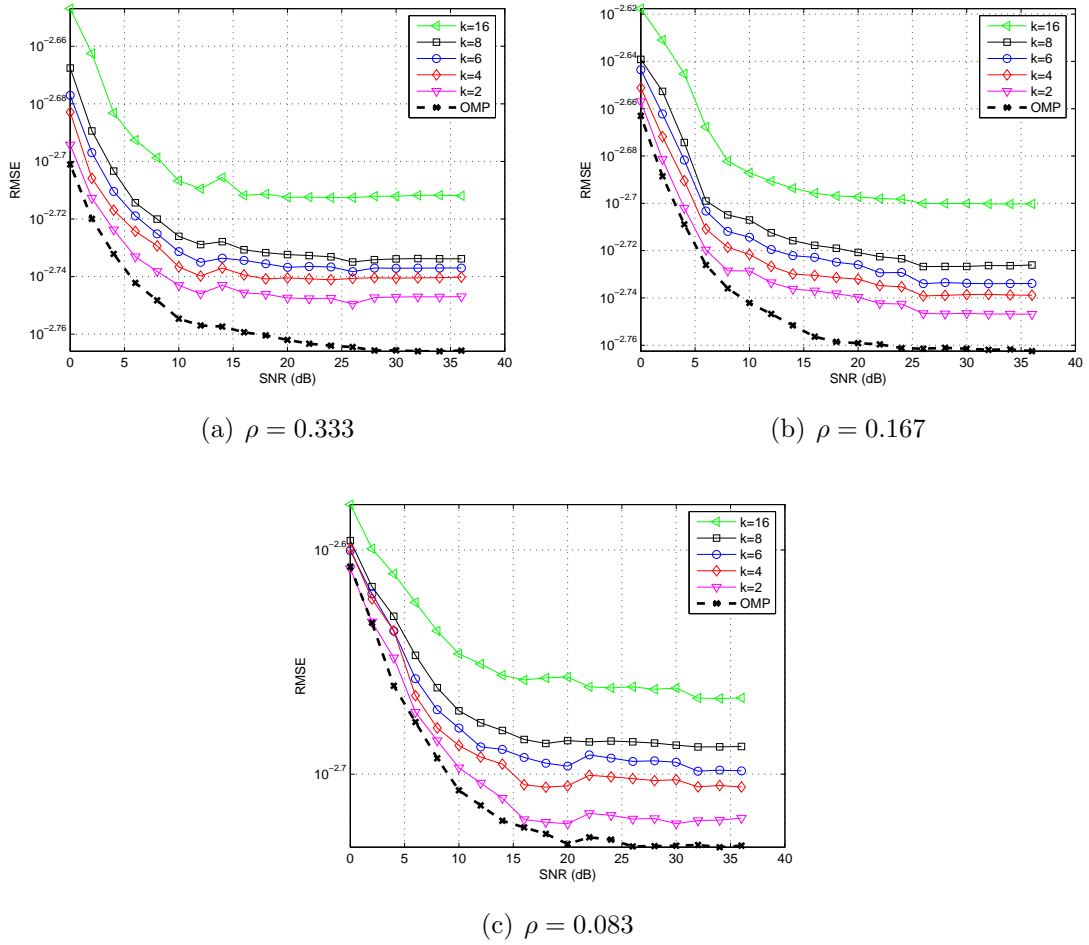 10^−2.66
10^−2.68
10^−2.7
10^−2.72
10^−2.74
10^−2.76
RMSE
0 5 10 15 20 25 30 35 40
SNR (dB)
k=16
k=8
k=6
k=4
k=2
OMP
(a) ρ = 0.333
10^−2.62
10^−2.64
10^−2.66
10^−2.68
10^−2.7
10^−2.72
10^−2.74
10^−2.76
RMSE
0 5 10 15 20 25 30 35 40
SNR (dB)
k=16
k=8
k=6
k=4
k=2
OMP
(b) ρ = 0.167
10^−2.6
10^−2.7
RMSE
0 5 10 15 20 25 30 35 40
SNR (dB)
k=16
k=8
k=6
k=4
k=2
OMP
(c) ρ = 0.083